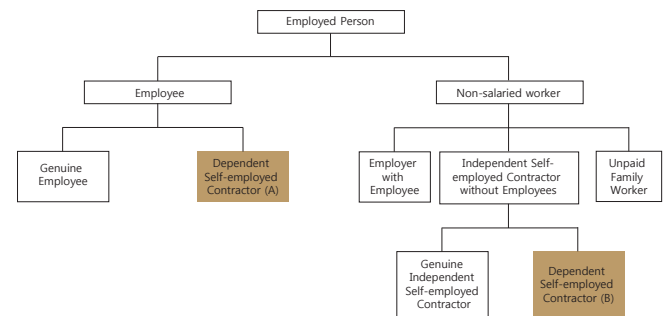 Employed Person
Employee
Non-salaried worker
Genuine
Employee
Dependent
Self-employed
Contractor (A)
Employer
with
Employee
Independent Self-
employed Contractor
without Employees
Unpaid
Family
Worker
Genuine
Independent
Self-employed
Contractor
Dependent
Self-employed
Contractor (B)